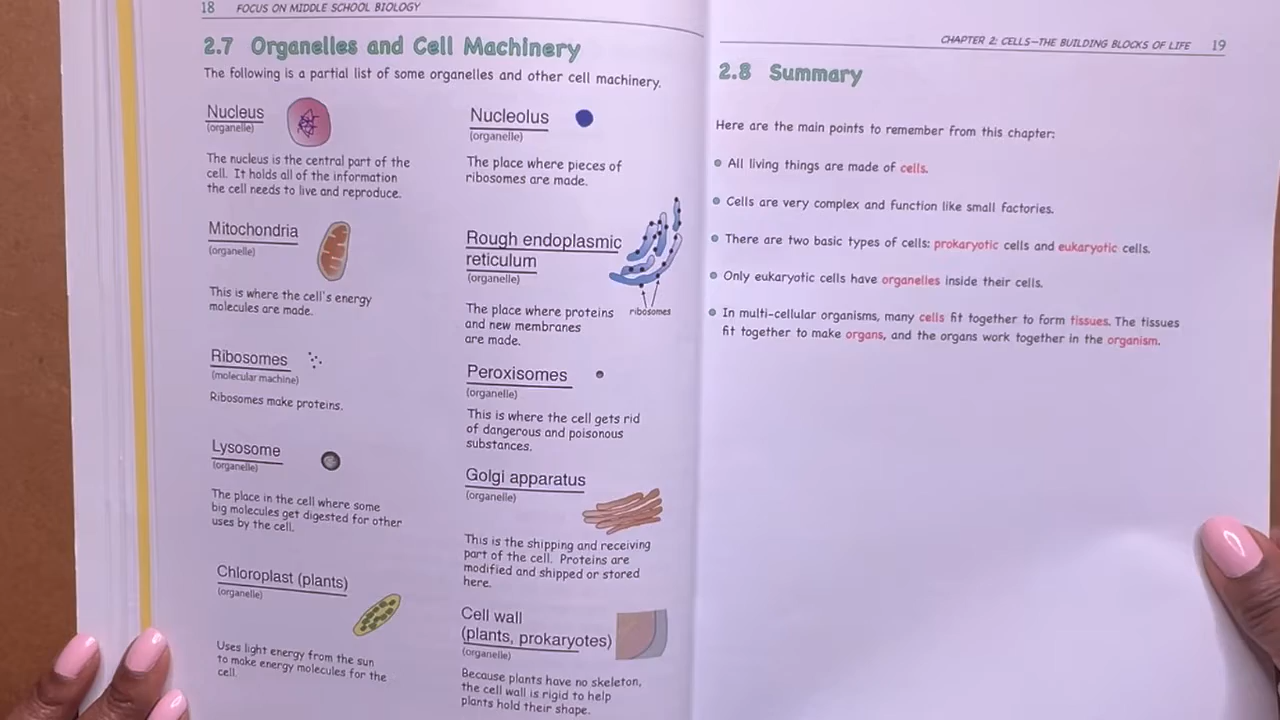 18 FOCUS ON MIDDLE SCHOOL BIOLOGY
2.7 Organelles and Cell Machinery
The following is a partial list of some organelles and other cell machinery.
Nucleus
(organelle)
The nucleus is the central part of the
cell. It holds all of the information
the cell needs to live and reproduce.
Mitochondria
(organelle)
This is where the cell's energy
molecules are made.
Ribosomes
(molecular machine)
Ribosomes make proteins.
Lysosome
(organelle)
The place in the cell where some
big molecules get digested for other
uses by the cell.
Chloroplast (plants)
(organelle)
Uses light energy from the sun
to make energy molecules for the
cell.
Nucleolus
(organelle)
The place where pieces of
ribosomes are made.
Rough endoplasmic
reticulum
(organelle)
ribosomes
The place where proteins
and new membranes
are made.
Peroxisomes
(organelle)
This is where the cell gets rid
of dangerous and poisonous
substances.
Golgi apparatus
(organelle)
This is the shipping and receiving
part of the cell. Proteins are
modified and shipped or stored
here.
Cell wall
(plants, prokaryotes)
(organelle)
Because plants have no skeleton,
the cell wall is rigid to help
plants hold their shape.
CHAPTER 2: CELLS—THE BUILDING BLOCKS OF LIFE 19
2.8 Summary
Here are the main points to remember from this chapter:
All living things are made of cells.
Cells are very complex and function like small factories.
There are two basic types of cells: prokaryotic cells and eukaryotic cells.
Only eukaryotic cells have organelles inside their cells.
In multi-cellular organisms, many cells fit together to form tissues. The tissues
fit together to make organs, and the organs work together in the organism.